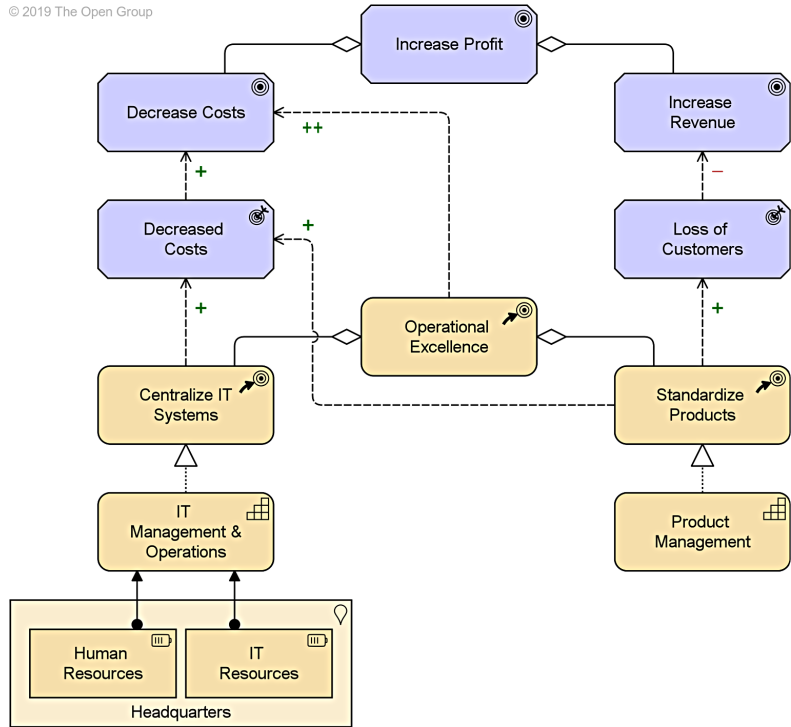 © 2019 The Open Group
Increase Profit
Decrease Costs
Increase
Revenue
++
+
–
Decreased
Costs
+
Loss of
Customers
Operational
Excellence
+
+
Centralize IT
Systems
Standardize
Products
IT
Management &
Operations
Product
Management
Human
Resources
IT
Resources
Headquarters